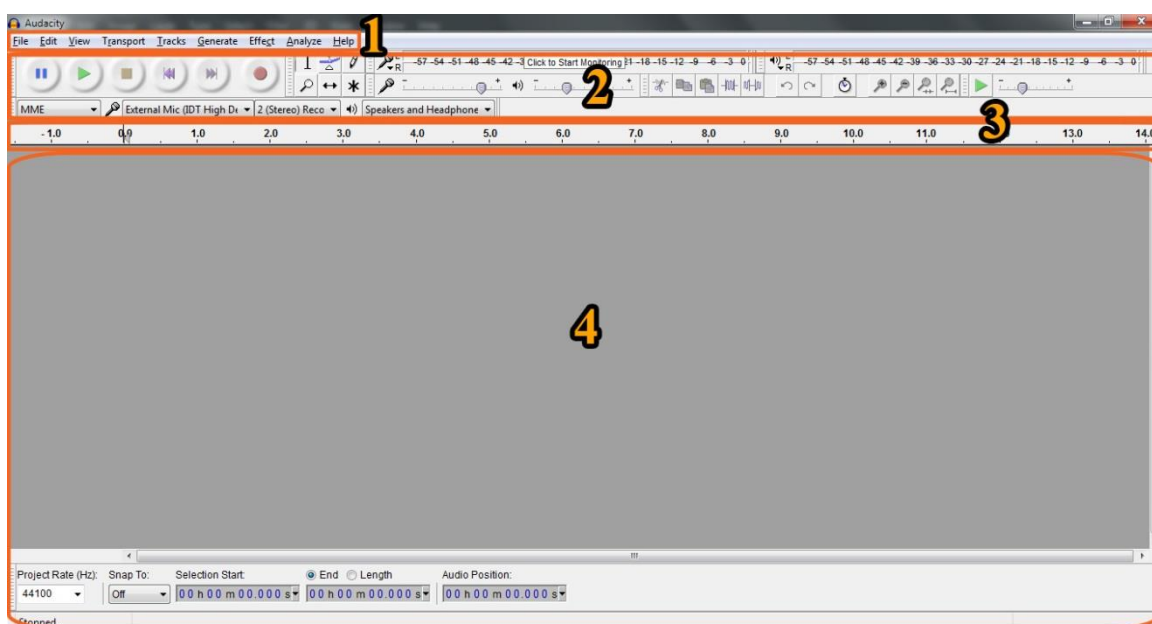 Audacity
File Edit View Transport Tracks Generate Effect Analyze Help
1
R -57 -54 -51 -48 -45 -42 -3 Click to Start Monitoring 21 -18 -15 -12 -9 -6 -3 0 L R -57 -54 -51 -48 -45 -42 -39 -36 -33 -30 -27 -24 -21 -18 -15 -12 -9 -6 -3 0
2
MME External Mic (IDT High De 2 (Stereo) Reco Speakers and Headphone
3
- 1.0 0.0 1.0 2.0 3.0 4.0 5.0 6.0 7.0 8.0 9.0 10.0 11.0 13.0 14.0
4
Project Rate (Hz): Snap To: Selection Start: End Length Audio Position:
44100 Off 00 h 00 m 00.000 s 00 h 00 m 00.000 s 00 h 00 m 00.000 s
Stopped